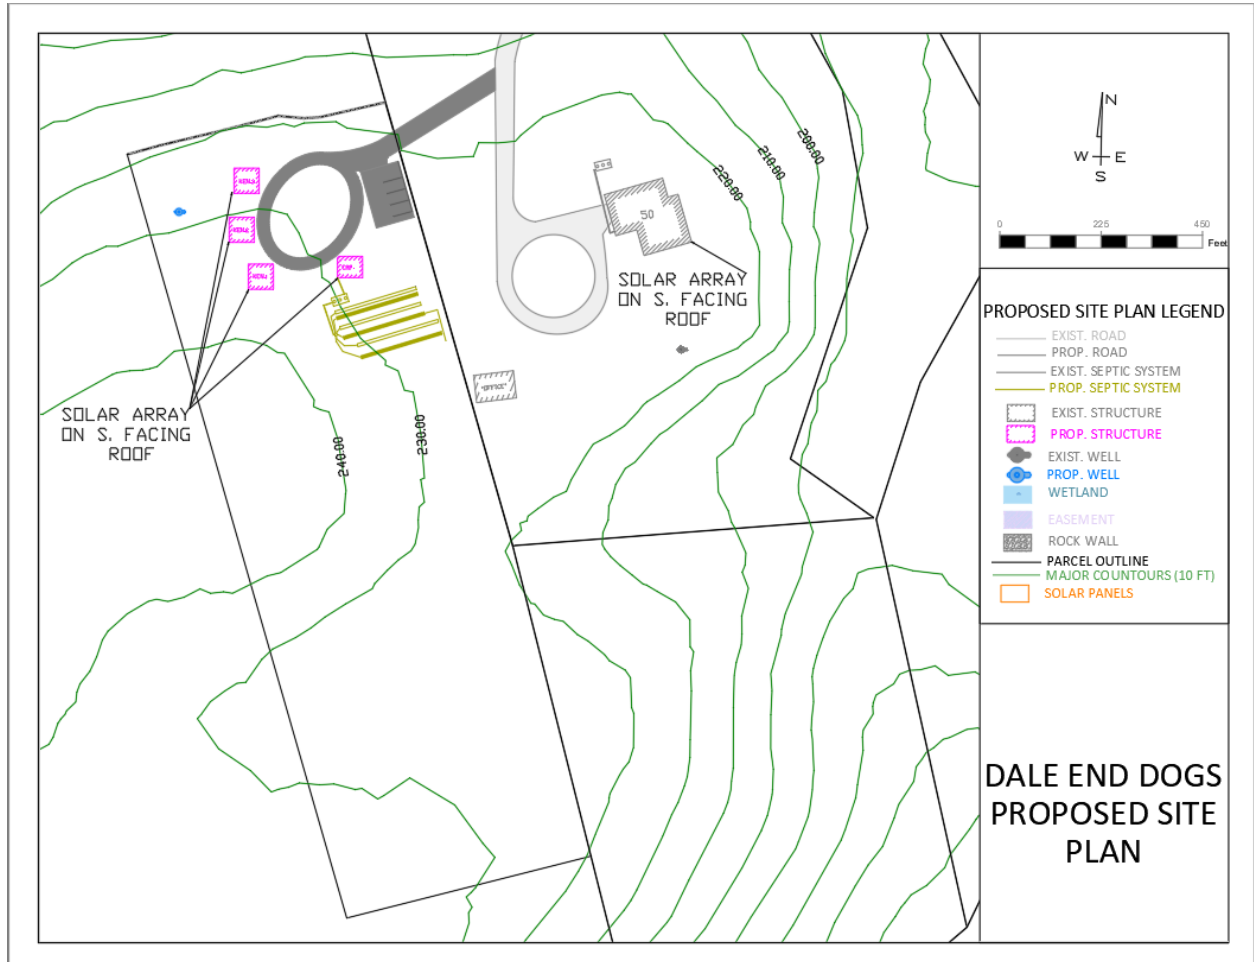 N
W E
S
0 225 450
Feet
200.00
210.00
220.00
50
SOLAR ARRAY
ON S. FACING
ROOF
"OFFICE"
SOLAR ARRAY
ON S. FACING
ROOF
240.00
230.00
PROPOSED SITE PLAN LEGEND
EXIST. ROAD
PROP. ROAD
EXIST. SEPTIC SYSTEM
PROP. SEPTIC SYSTEM
EXIST. STRUCTURE
PROP. STRUCTURE
EXIST. WELL
PROP. WELL
WETLAND
EASEMENT
ROCK WALL
PARCEL OUTLINE
MAJOR COUNTOURS (10 FT)
SOLAR PANELS
DALE END DOGS
PROPOSED SITE
PLAN